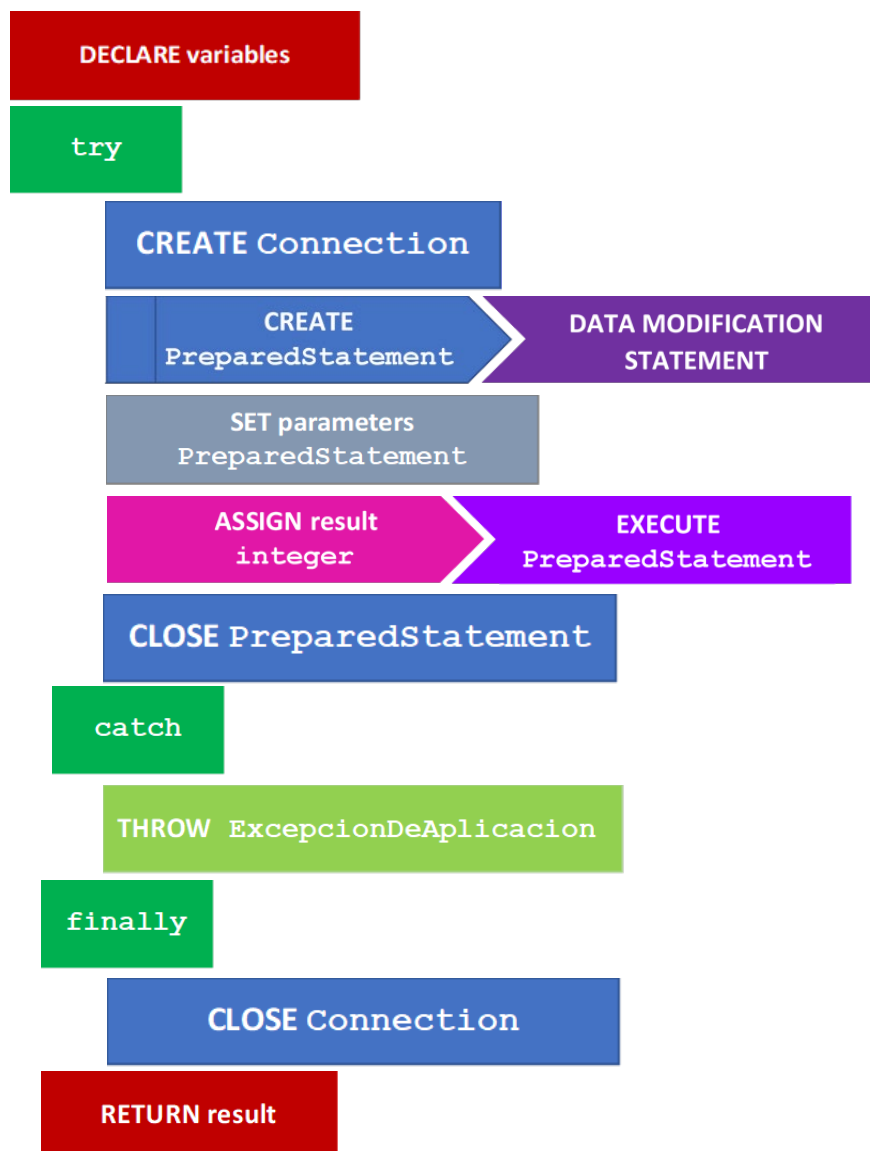 DECLARE variables
try
CREATE Connection
CREATE
PreparedStatement
DATA MODIFICATION
STATEMENT
SET parameters
PreparedStatement
ASSIGN result
integer
EXECUTE
PreparedStatement
CLOSE PreparedStatement
catch
THROW ExcepcionDeAplicacion
finally
CLOSE Connection
RETURN result